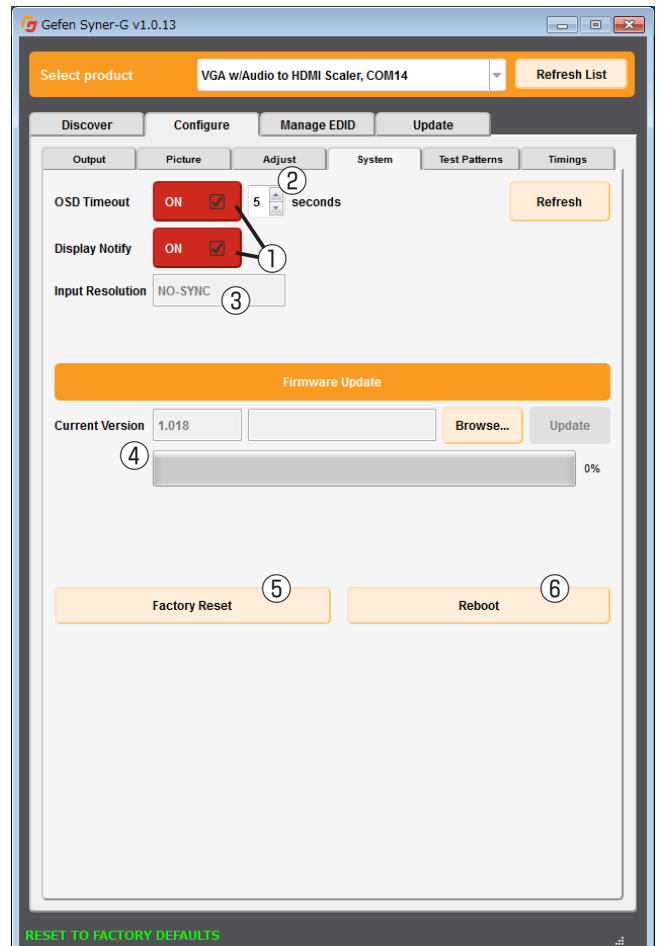 Gefen Syner-G v1.0.13
Select product VGA w/Audio to HDMI Scaler, COM14 Refresh List
Discover Configure Manage EDID Update
Output Picture Adjust System Test Patterns Timings
②
OSD Timeout ON 5 seconds Refresh
Display Notify ON ①
Input Resolution NO-SYNC ③
Firmware Update
Current Version 1.018 Browse... Update
④ 0%
⑤ ⑥
Factory Reset Reboot
RESET TO FACTORY DEFAULTS